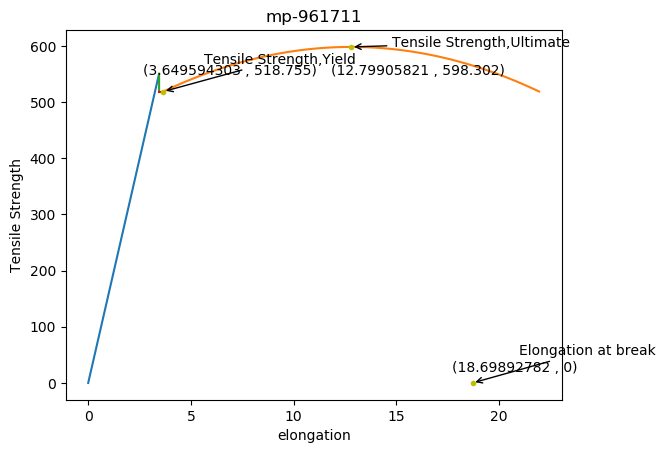 mp-961711
600
500
400
300
200
100
0
Tensile Strength
Tensile Strength,Ultimate
Tensile Strength,Yield
(3.649594303 , 518.755)
(12.79905821 , 598.302)
Elongation at break
(18.69892782 , 0)
0 5 10 15 20
elongation